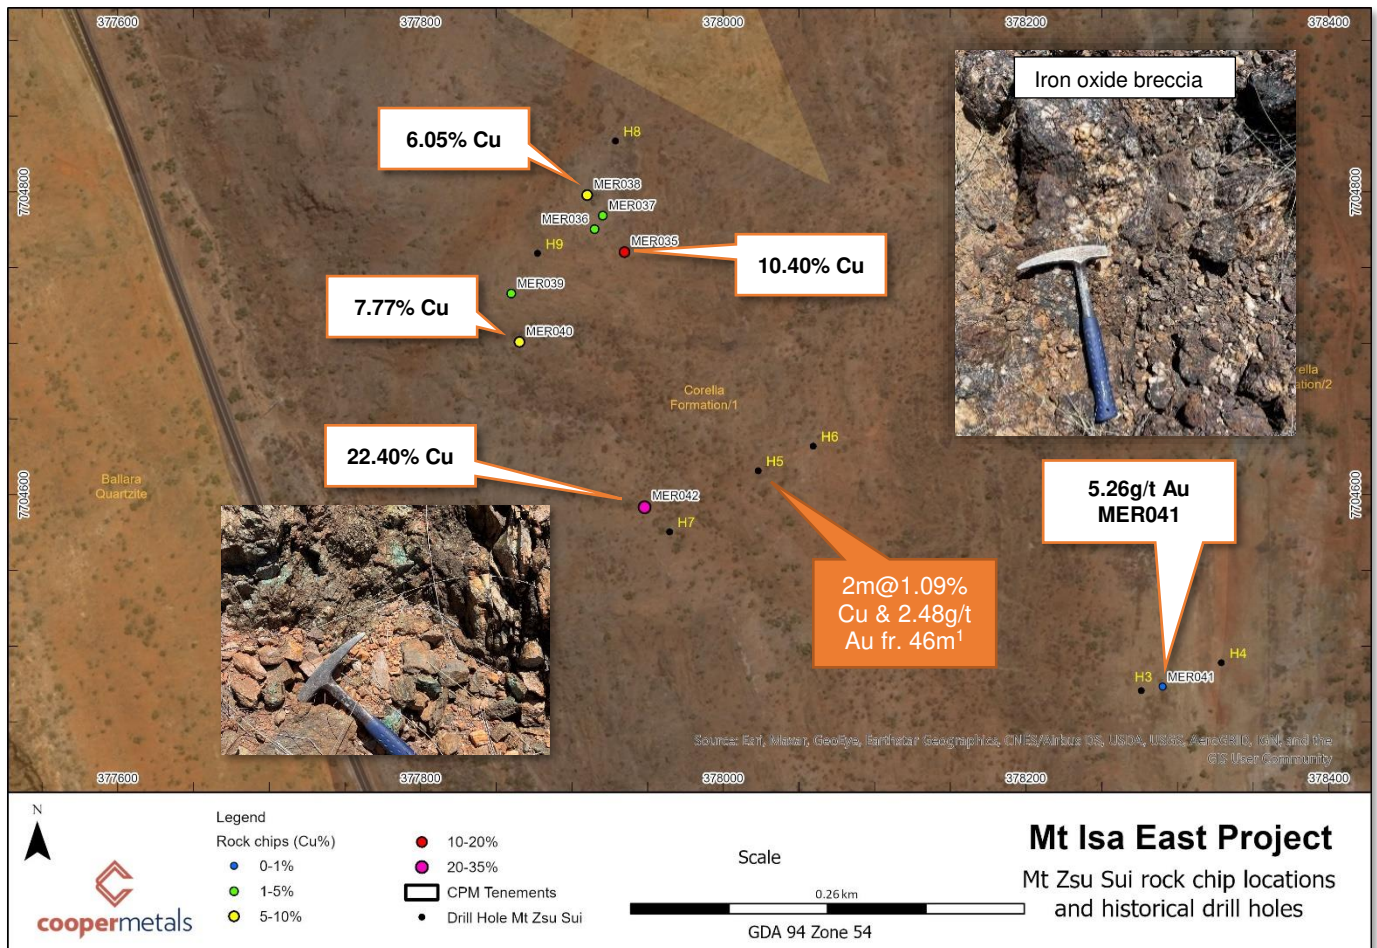 377600
377800
378000
378200
378400
Iron oxide breccia
6.05% Cu
H8
7704800
7704800
MER038
MER037
MER036
MER035
H9
10.40% Cu
MER039
7.77% Cu
MER040
Corella
Formation/1
rella
ation/2
H6
22.40% Cu
H5
Ballara
Quartzite
MER042
7704600
7704600
5.26g/t Au
MER041
H7
2m@1.09%
Cu & 2.48g/t
Au fr. 46m1
H4
H3
MER041
Source: Esri, Maxar, GeoEye, Earthstar Geographics, CNES/Airbus DS, USDA, USGS, AeroGRID, IGN, and the
GIS User Community
377600
377800
378000
378200
378400
N
Legend
Rock chips (Cu%)
0-1%
1-5%
5-10%
10-20%
20-35%
CPM Tenements
Drill Hole Mt Zsu Sui
Scale
0.26 km
GDA 94 Zone 54
Mt Isa East Project
Mt Zsu Sui rock chip locations
and historical drill holes
coopermetals